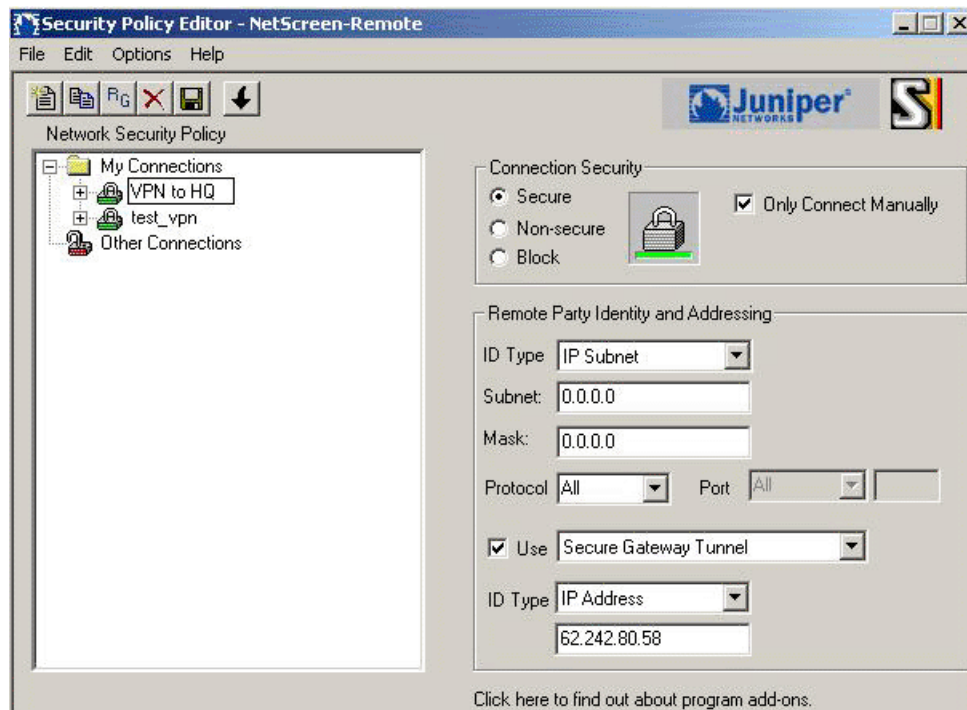 Security Policy Editor - NetScreen-Remote
File Edit Options Help
RG
Juniper
NETWORKS
S
Network Security Policy
My Connections
VPN to HQ
test_vpn
Other Connections
Connection Security
Secure
Non-secure
Block
Only Connect Manually
Remote Party Identity and Addressing
ID Type IP Subnet
Subnet: 0.0.0.0
Mask: 0.0.0.0
Protocol All Port All
Use Secure Gateway Tunnel
ID Type IP Address
62.242.80.58
Click here to find out about program add-ons.